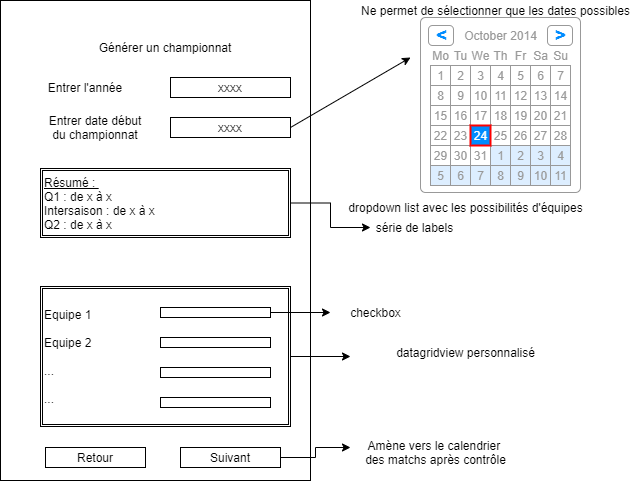 Ne permet de sélectionner que les dates possibles
< October 2014 >
Mo Tu We Th Fr Sa Su
1 2 3 4 5 6 7
8 9 10 11 12 13 14
15 16 17 18 19 20 21
22 23 24 25 26 27 28
29 30 31 1 2 3 4
5 6 7 8 9 10 11
Générer un championnat
Entrer l'année
xxxx
Entrer date début
du championnat
xxxx
Résumé :
Q1 : de x à x
Intersaison : de x à x
Q2 : de x à x
dropdown list avec les possibilités d'équipes
série de labels
Equipe 1
checkbox
Equipe 2
datagridview personnalisé
...
...
Retour
Suivant
Amène vers le calendrier
des matchs après contrôle